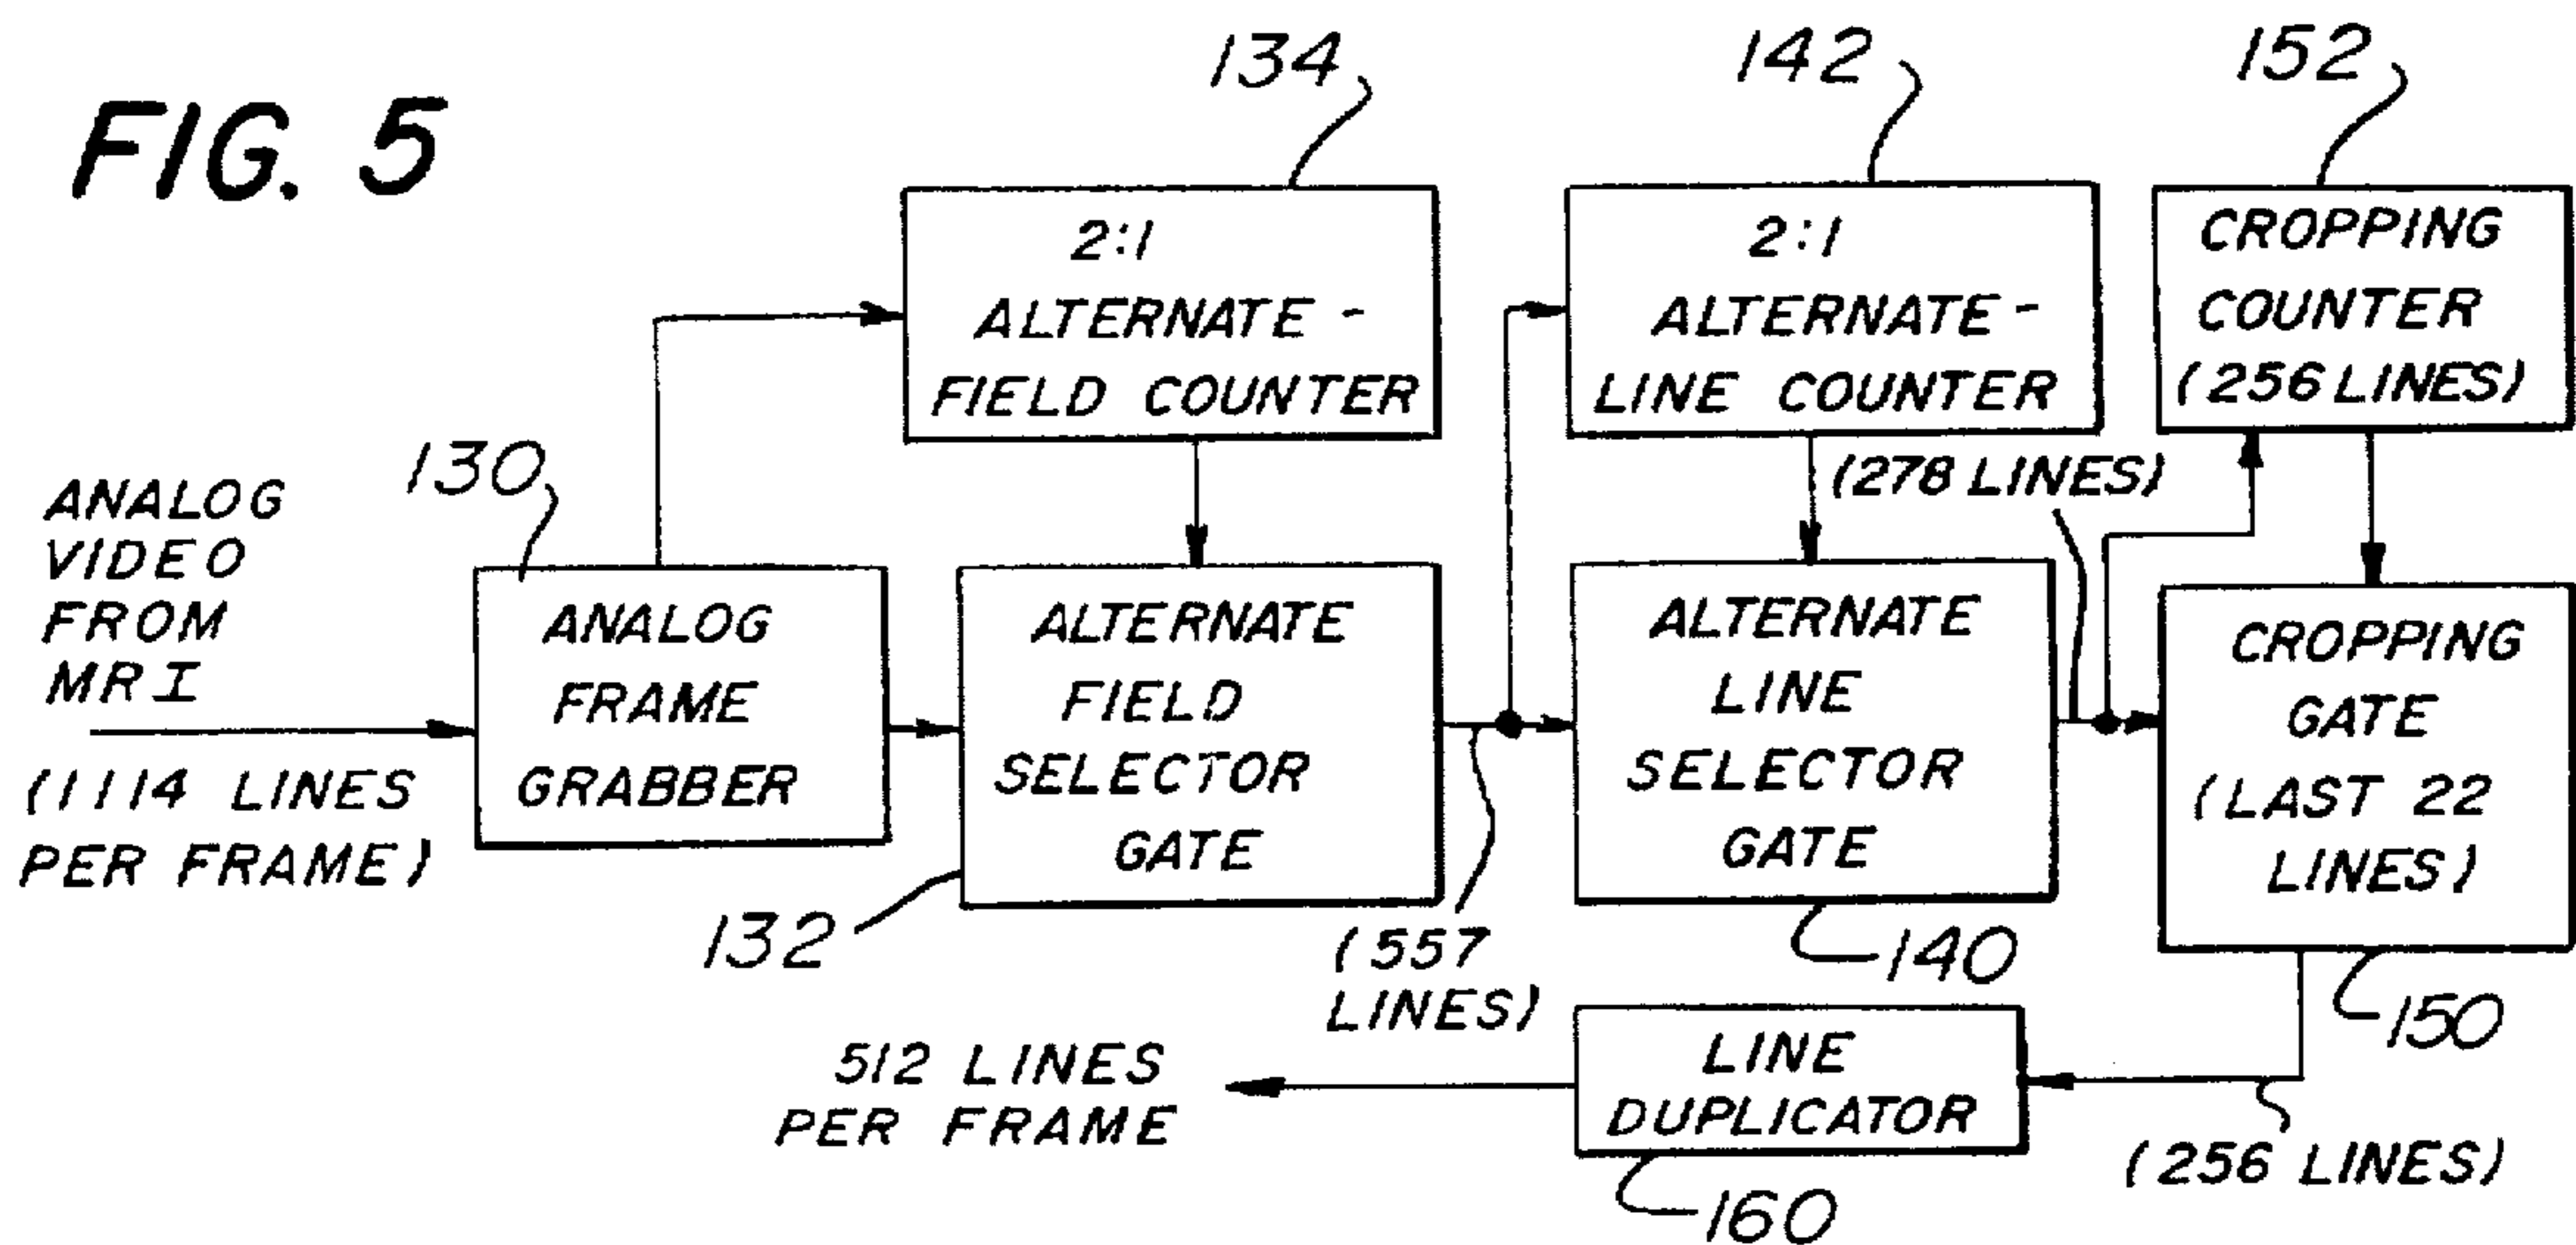 FIG. 5
134
142
152
2:1
ALTERNATE -
FIELD COUNTER
2:1
ALTERNATE -
LINE COUNTER
CROPPING
COUNTER
(256 LINES)
130
ANALOG
VIDEO
FROM
MRI
(1114 LINES
PER FRAME)
ANALOG
FRAME
GRABBER
ALTERNATE
FIELD
SELECTOR
GATE
132
(557
LINES)
ALTERNATE
LINE
SELECTOR
GATE
140
(278 LINES)
CROPPING
GATE
(LAST 22
LINES)
150
(256 LINES)
LINE
DUPLICATOR
160
512 LINES
PER FRAME